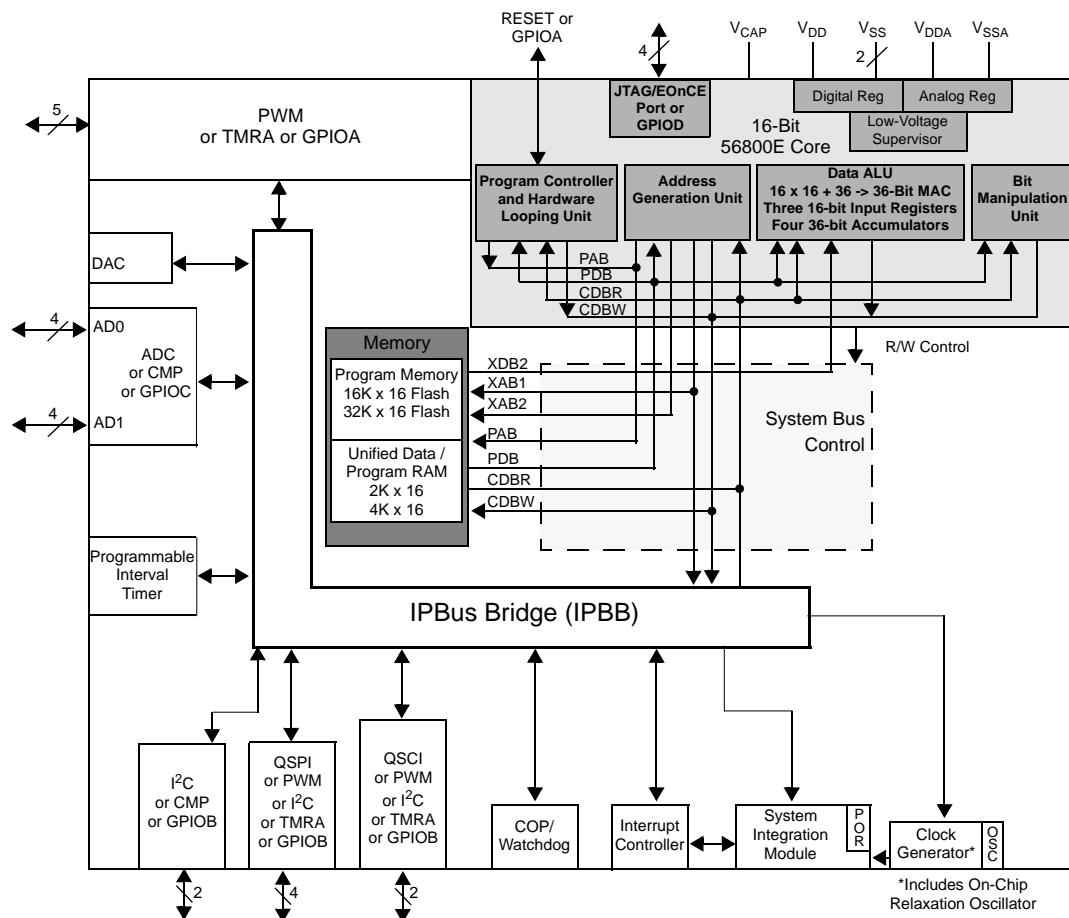 RESET or
GPIOA
4
VCAP
VDD
VSS
2
VDDA
VSSA
5
PWM
or TMRA or GPIOA
JTAG/EOnCE
Port or
GPIOD
16-Bit
56800E Core
Digital Reg
Analog Reg
Low-Voltage
Supervisor
Program Controller
and Hardware
Looping Unit
Address
Generation Unit
Data ALU
16 x 16 + 36 -> 36-Bit MAC
Three 16-bit Input Registers
Four 36-bit Accumulators
Bit
Manipulation
Unit
PAB
PDB
CDBR
CDBW
DAC
4
AD0
ADC
or CMP
or GPIOC
4
AD1
Memory
Program Memory
16K x 16 Flash
32K x 16 Flash
Unified Data /
Program RAM
2K x 16
4K x 16
XDB2
XAB1
XAB2
PAB
PDB
CDBR
CDBW
R/W Control
System Bus
Control
Programmable
Interval
Timer
IPBus Bridge (IPBB)
I2C
or CMP
or GPIOB
2
QSPI
or PWM
or I2C
or TMRA
or GPIOB
4
QSCI
or PWM
or I2C
or TMRA
or GPIOB
2
COP/
Watchdog
Interrupt
Controller
System
Integration
Module
POR
Clock
Generator*
OSC
*Includes On-Chip
Relaxation Oscillator